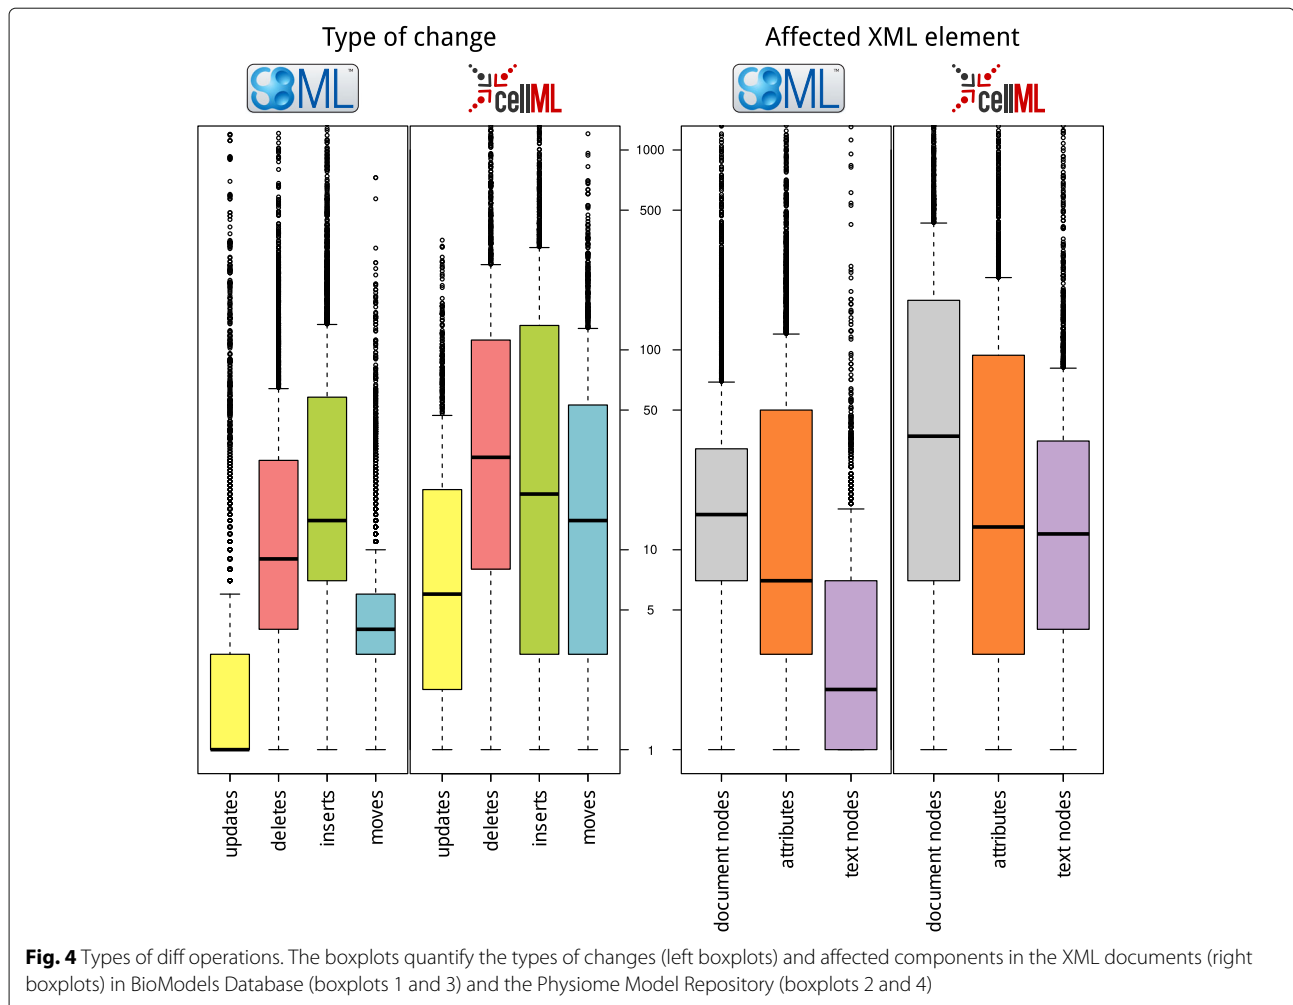 Type of change
Affected XML element
SBML™
cellML
SBML™
cellML
1000
500
100
50
10
5
1
updates
deletes
inserts
moves
updates
deletes
inserts
moves
document nodes
attributes
text nodes
document nodes
attributes
text nodes
Fig. 4 Types of diff operations. The boxplots quantify the types of changes (left boxplots) and affected components in the XML documents (right
boxplots) in BioModels Database (boxplots 1 and 3) and the Physiome Model Repository (boxplots 2 and 4)